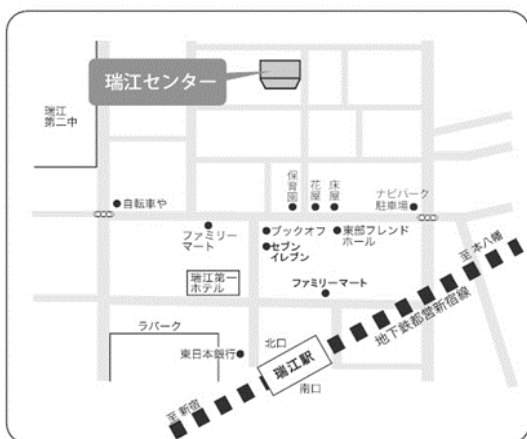 瑞江センター
瑞江
第二中
自転車や
保育園
花屋
床屋
ナビパーク
駐車場
ファミリー
マート
ブックオフ
セブン
イレブン
東部フレンド
ホール
至 本八幡
瑞江第一
ホテル
ファミリーマート
地下鉄都営新宿線
ラパーク
東日本銀行
北口
瑞江駅
南口
至 新宿